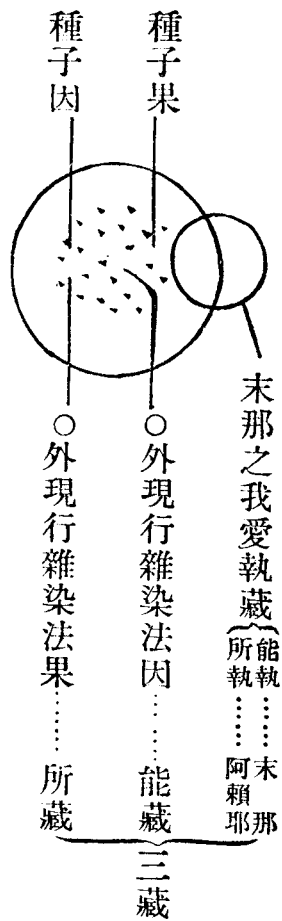 末那之我愛執藏
能執……末那
所執……阿賴耶
種子果
○外現行雜染法因……能藏
種子因
○外現行雜染法果……所藏
三藏